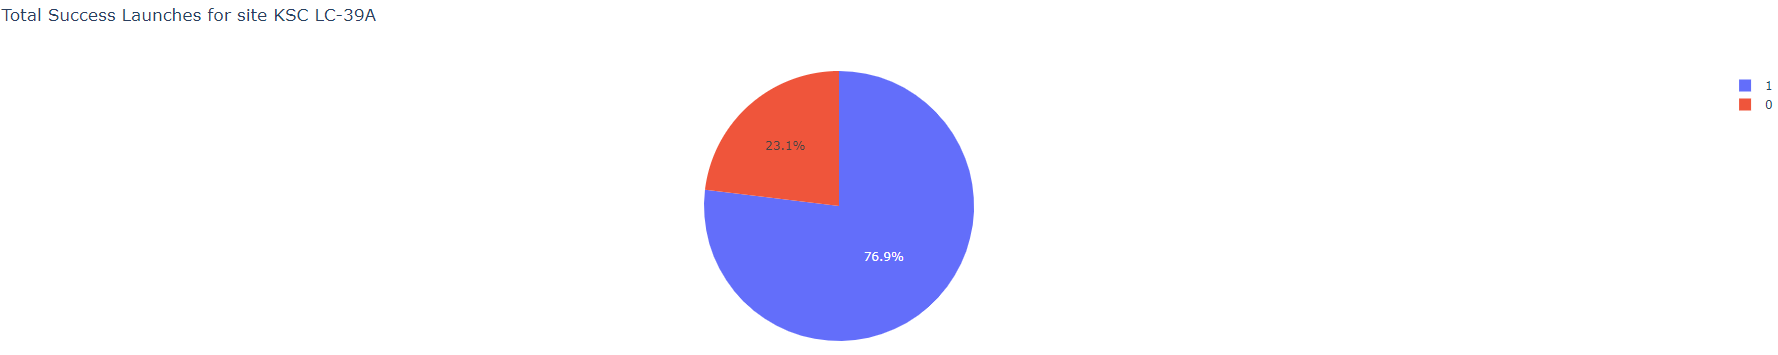 Total Success Launches for site KSC LC-39A
1
0
23.1%
76.9%